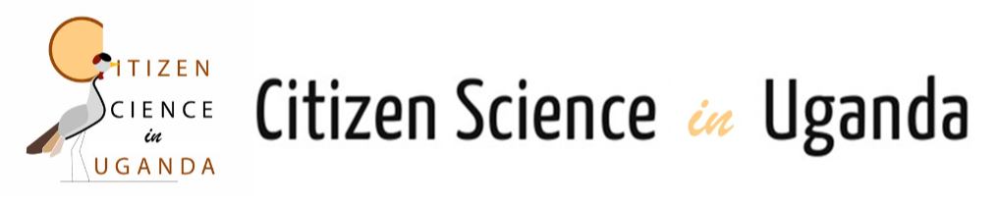 CITIZEN
SCIENCE
in
UGANDA
Citizen Science in Uganda